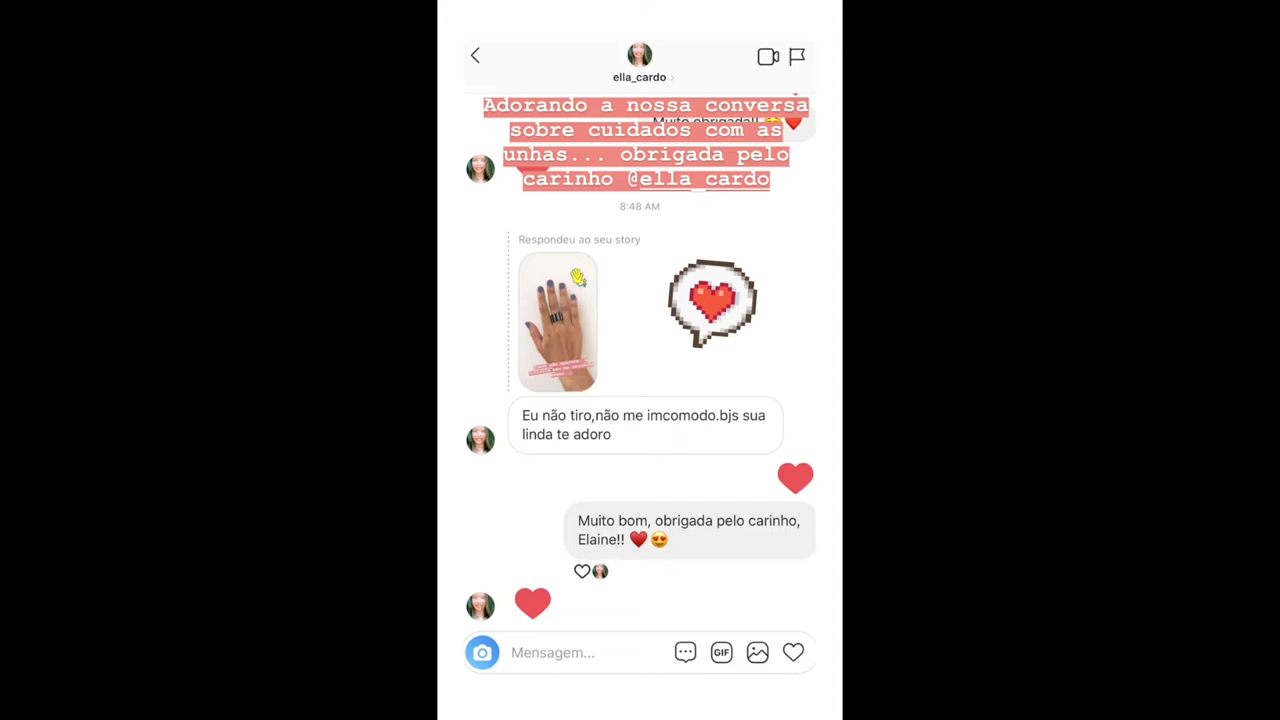 ella_cardo
Adorando a nossa conversa
Muito obrigada!!
sobre cuidados com as
unhas... obrigada pelo
carinho @ella_cardo
8:48 AM
Respondeu ao seu story
Eu não tiro,não me imcomodo.bjs sua
linda te adoro
Muito bom, obrigada pelo carinho,
Elaine!!
Mensagem...
GIF